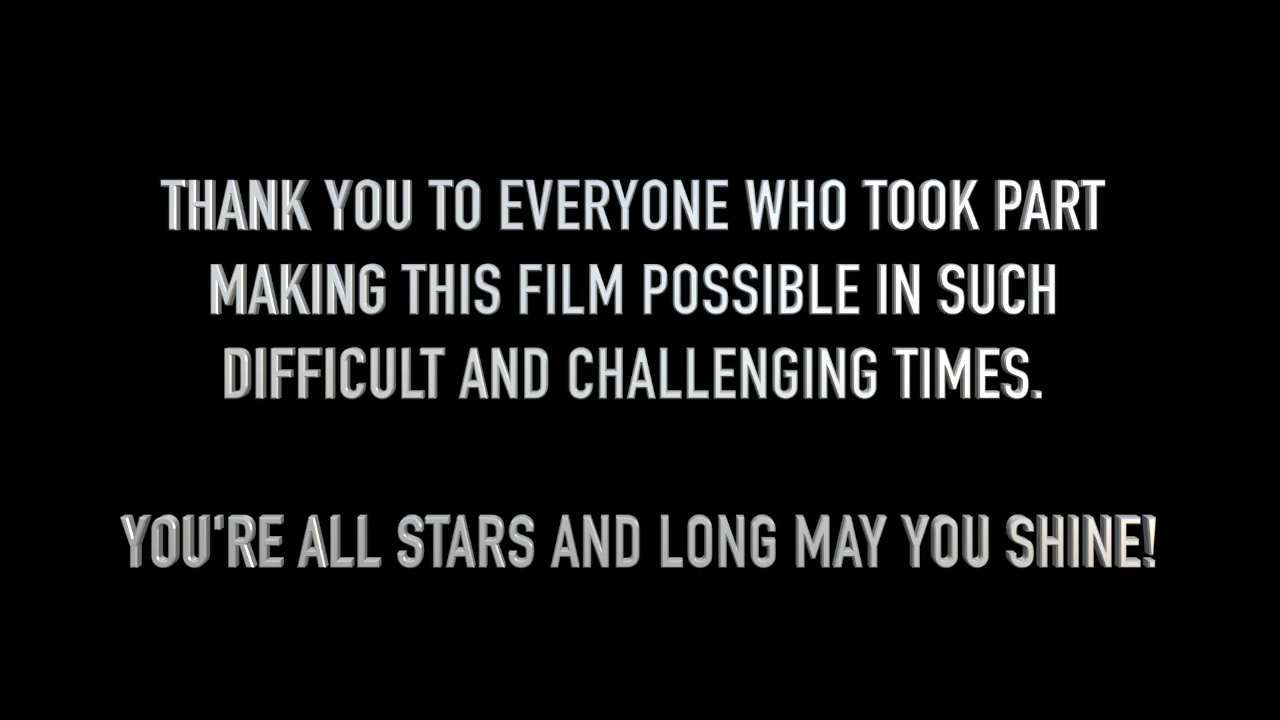 THANK YOU TO EVERYONE WHO TOOK PART
MAKING THIS FILM POSSIBLE IN SUCH
DIFFICULT AND CHALLENGING TIMES.
YOU'RE ALL STARS AND LONG MAY YOU SHINE!